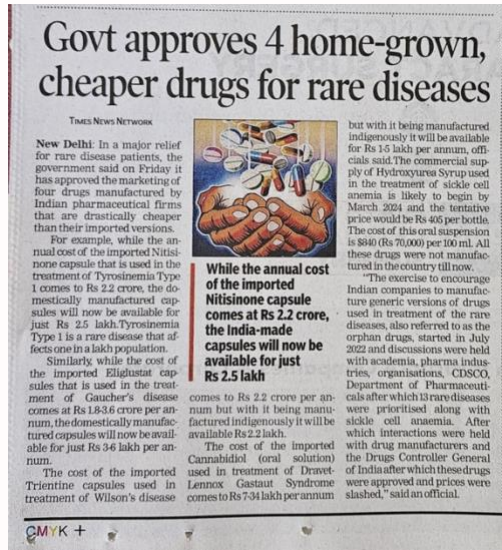 Govt approves 4 home-grown,
cheaper drugs for rare diseases
TIMES NEWS NETWORK
New Delhi: In a major relief
for rare disease patients, the
government said on Friday it
has approved the marketing of
four drugs manufactured by
Indian pharmaceutical firms
that are drastically cheaper
than their imported versions.
For example, while the an-
nual cost of the imported Nitisi-
none capsule that is used in the
treatment of Tyrosinemia Type
1 comes to Rs 2.2 crore, the do-
mestically manufactured cap-
sules will now be available for
just Rs 2.5 lakh.Tyrosinemia
Type 1 is a rare disease that af-
fects one in a lakh population.
Similarly, while the cost of
the imported Eliglustat cap-
sules that is used in the treat-
ment of Gaucher's disease
comes at Rs 1.8-3.6 crore per an-
num, the domestically manufac-
tured capsules will now be avail-
able for just Rs 3-6 lakh per an-
num.
The cost of the imported
Trientine capsules used in
treatment of Wilson's disease
While the annual cost
of the imported
Nitisinone capsule
comes at Rs 2.2 crore,
the India-made
capsules will now be
available for just
Rs 2.5 lakh
comes to Rs 2.2 crore per an-
num but with it being manu-
factured indigenously it will be
available Rs 2.2 lakh.
The cost of the imported
Cannabidiol (oral solution)
used in treatment of Dravet-
Lennox Gastaut Syndrome
comes to Rs 7-34 lakh per annum
but with it being manufactured
indigenously it will be available
for Rs 1-5 lakh per annum, offi-
cials said.The commercial sup-
ply of Hydroxyurea Syrup used
in the treatment of sickle cell
anemia is likely to begin by
March 2024 and the tentative
price would be Rs 405 per bottle.
The cost of this oral suspension
is $840 (Rs 70,000) per 100 ml. All
these drugs were not manufac-
tured in the country till now.
"The exercise to encourage
Indian companies to manufac-
ture generic versions of drugs
used in treatment of the rare
diseases, also referred to as the
orphan drugs, started in July
2022 and discussions were held
with academia, pharma indus-
tries, organisations, CDSCO,
Department of Pharmaceuti-
cals after which 13 rare diseases
were prioritised along with
sickle cell anaemia. After
which interactions were held
with drug manufacturers and
the Drugs Controller General
of India after which these drugs
were approved and prices were
slashed," said an official.
CMYK +